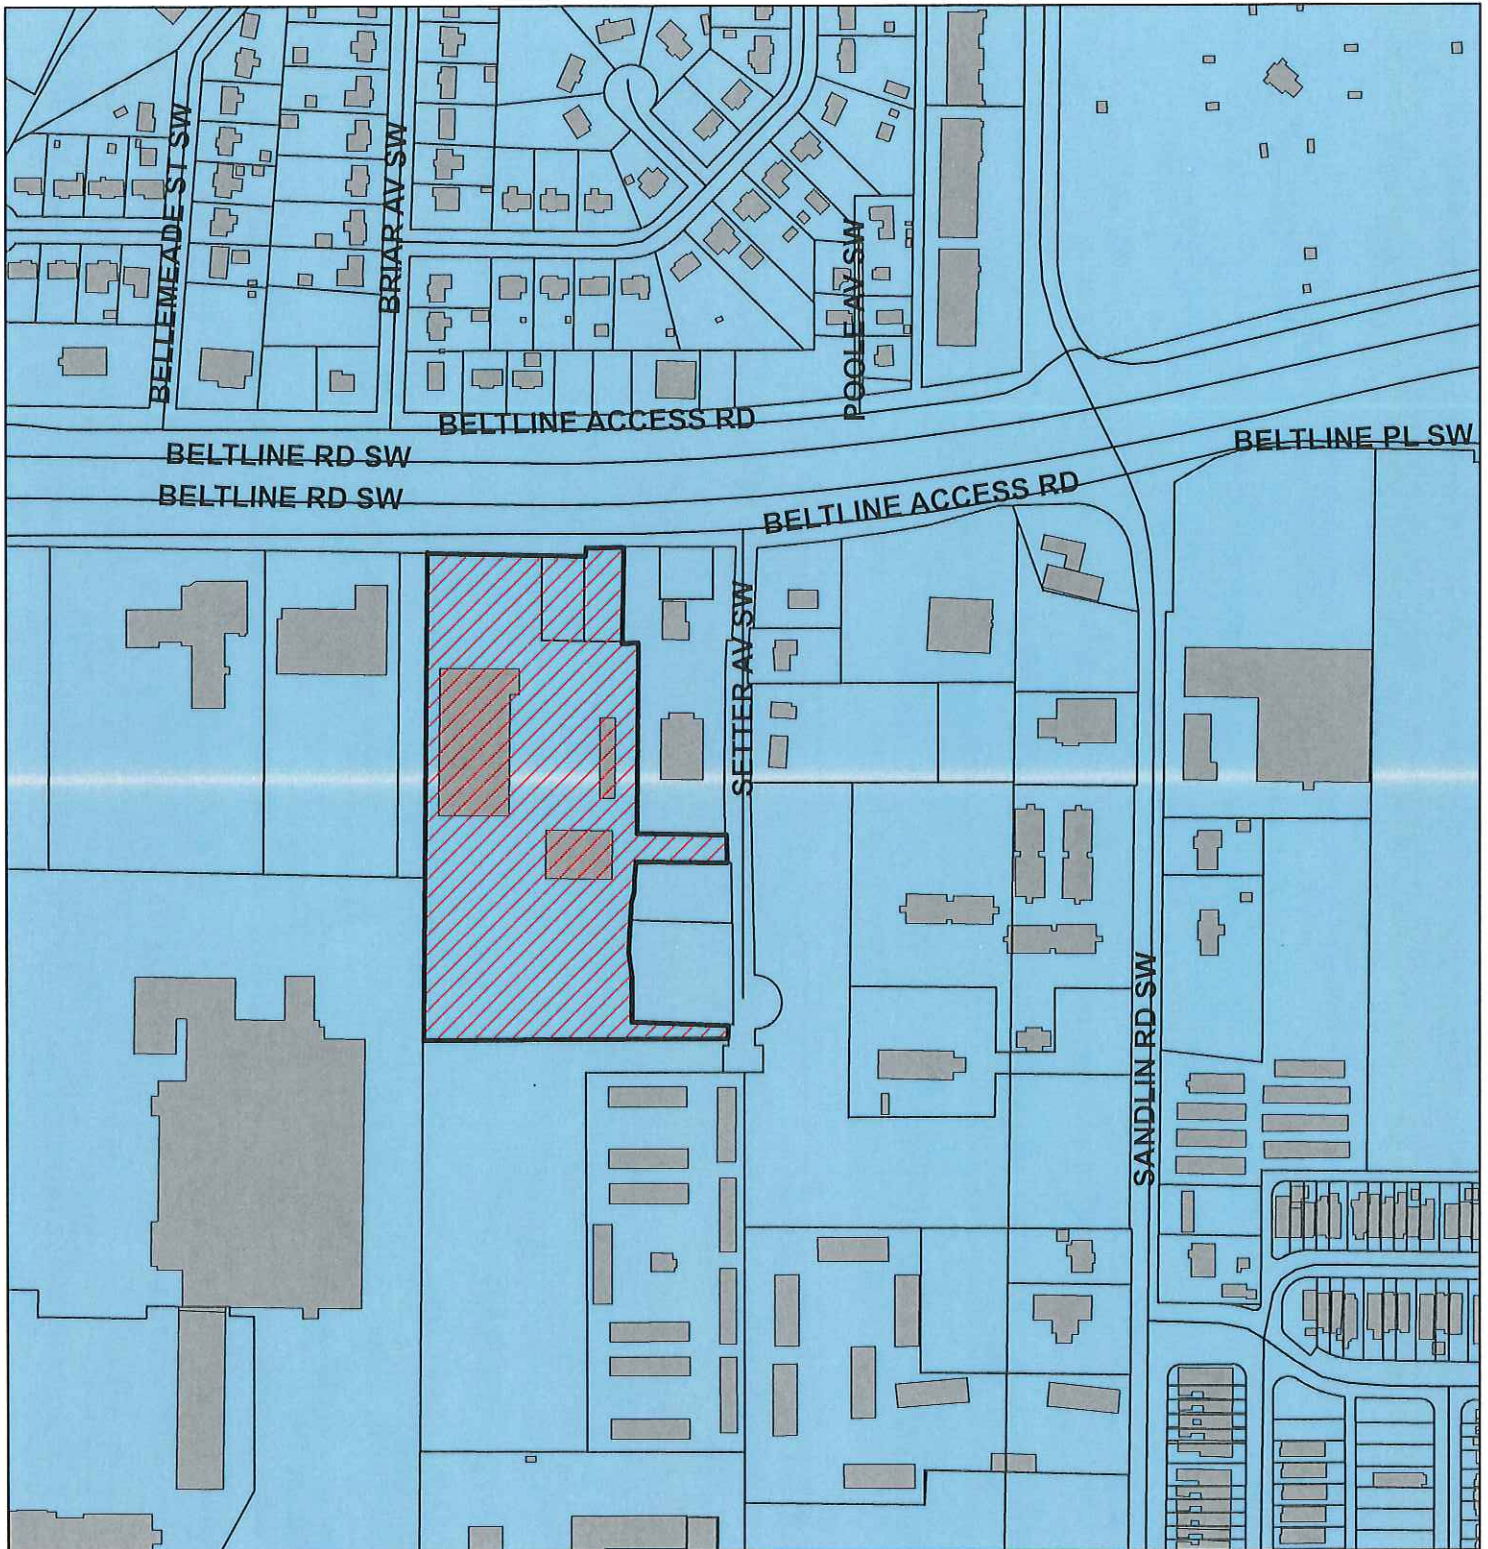 BELLEMEADE ST SW
BRIAR AV SW
POOLE AV SW
BELTLINE ACCESS RD
BELTLINE RD SW
BELTLINE PL SW
BELTLINE RD SW
BELTLINE ACCESS RD
SETTER AV SW
SANDLIN RD SW